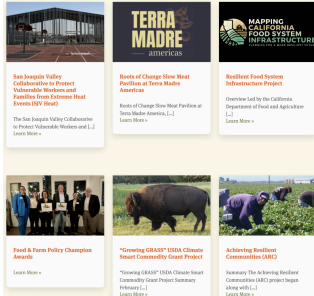 TERRA
MADRE
americas
MAPPING
CALIFORNIA
FOOD SYSTEM
INFRASTRUCTURE
San Joaquin Valley
Collaborative to Protect
Vulnerable Workers and
Families from Extreme Heat
Events (SJV Heat)
The San Joaquin Valley Collaborative
to Protect Vulnerable Workers and [...]
Learn More »
Roots of Change Slow Meat
Pavilion at Terra Madre
Americas
Roots of Change Slow Meat Pavilion at
Terra Madre Americas, [...]
Learn More »
Resilient Food System
Infrastructure Project
Overview Led by the California
Department of Food and Agriculture
[...]
Learn More »
Food & Farm Policy Champion
Awards
Learn More »
“Growing GRASS” USDA Climate
Smart Commodity Grant Project
“Growing GRASS” USDA Climate Smart
Commodity Grant Project Summary
February [...]
Learn More »
Achieving Resilient
Communities (ARC)
Summary The Achieving Resilient
Communities (ARC) project began
along with [...]
Learn More »